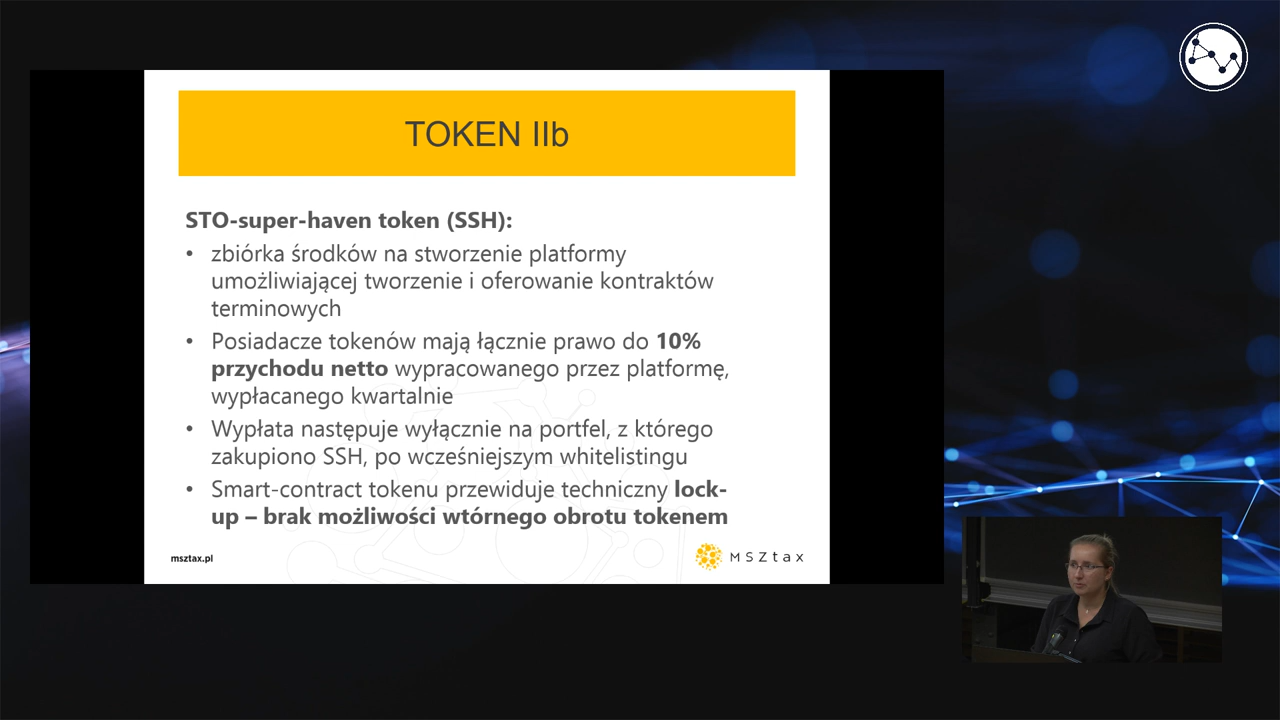 TOKEN IIb
STO-super-haven token (SSH):
• zbiórka środków na stworzenie platformy
umożliwiającej tworzenie i oferowanie kontraktów
terminowych
• Posiadacze tokenów mają łącznie prawo do 10%
przychodu netto wypracowanego przez platformę,
wypłacanego kwartalnie
• Wypłata następuje wyłącznie na portfel, z którego
zakupiono SSH, po wcześniejszym whitelistingu
• Smart-contract tokenu przewiduje techniczny lock-
up – brak możliwości wtórnego obrotu tokenem
msztax.pl
MSZtax